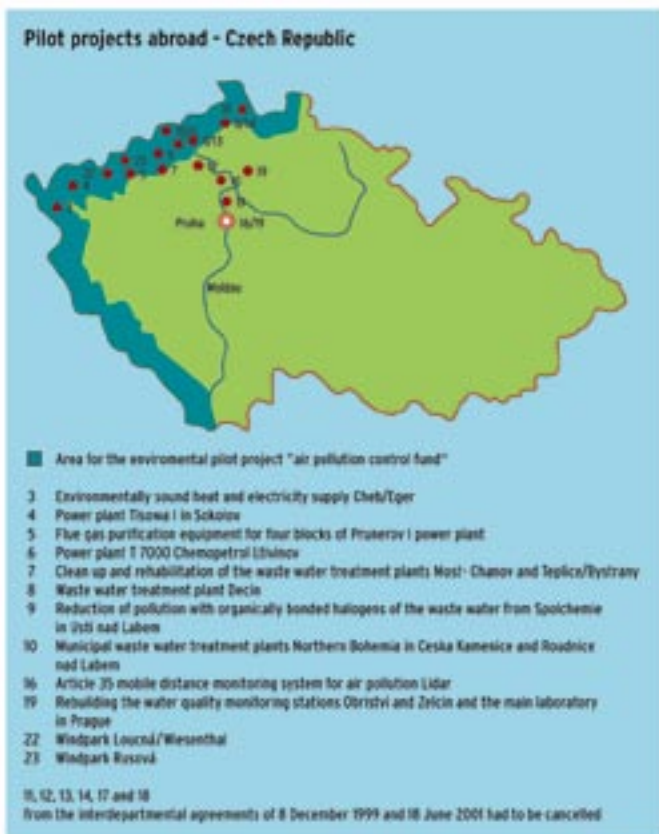 Pilot projects abroad - Czech Republic
Praha
16/19
Moldau
7
4
Area for the enviromental pilot project "air pollution control fund"
3 Environmentally sound heat and electricity supply Cheb/Eger
4 Power plant Tisowa I in Sokolov
5 Flue gas purification equipment for four blocks of Prunerov I power plant
6 Power plant T 7000 Chemopetrol Litvinov
7 Clean up and rehabilitation of the waste water treatment plants Most- Chanov and Teplice/Bystrany
8 Waste water treatment plant Decin
9 Reduction of pollution with organically bonded halogens of the waste water from Spolchemie
in Usti nad Labem
10 Municipal waste water treatment plants Northern Bohemia in Ceska Kamenice and Roudnice
nad Labem
16 Article 35 mobile distance monitoring system for air pollution Lidar
19 Rebuilding the water quality monitoring stations Obristvi and Zelcin and the main laboratory
in Prague
22 Windpark Loucná/Wiesenthal
23 Windpark Rusová
11, 12, 13, 14, 17 and 18
from the interdepartmental agreements of 8 December 1999 and 18 June 2001 had to be cancelled